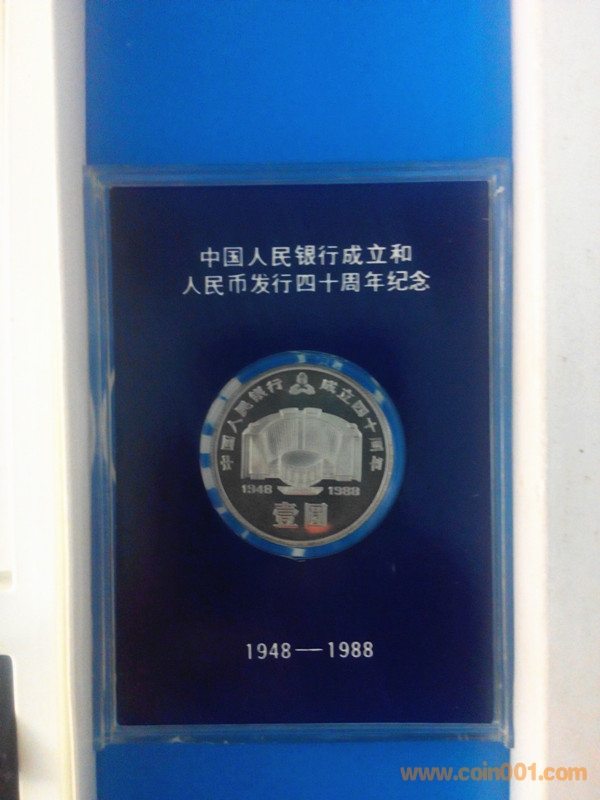 中国人民银行成立和
人民币发行四十周年纪念
中国人民银行 成立四十周年
1948 1988
壹圆
1948——1988
www.coin001.com